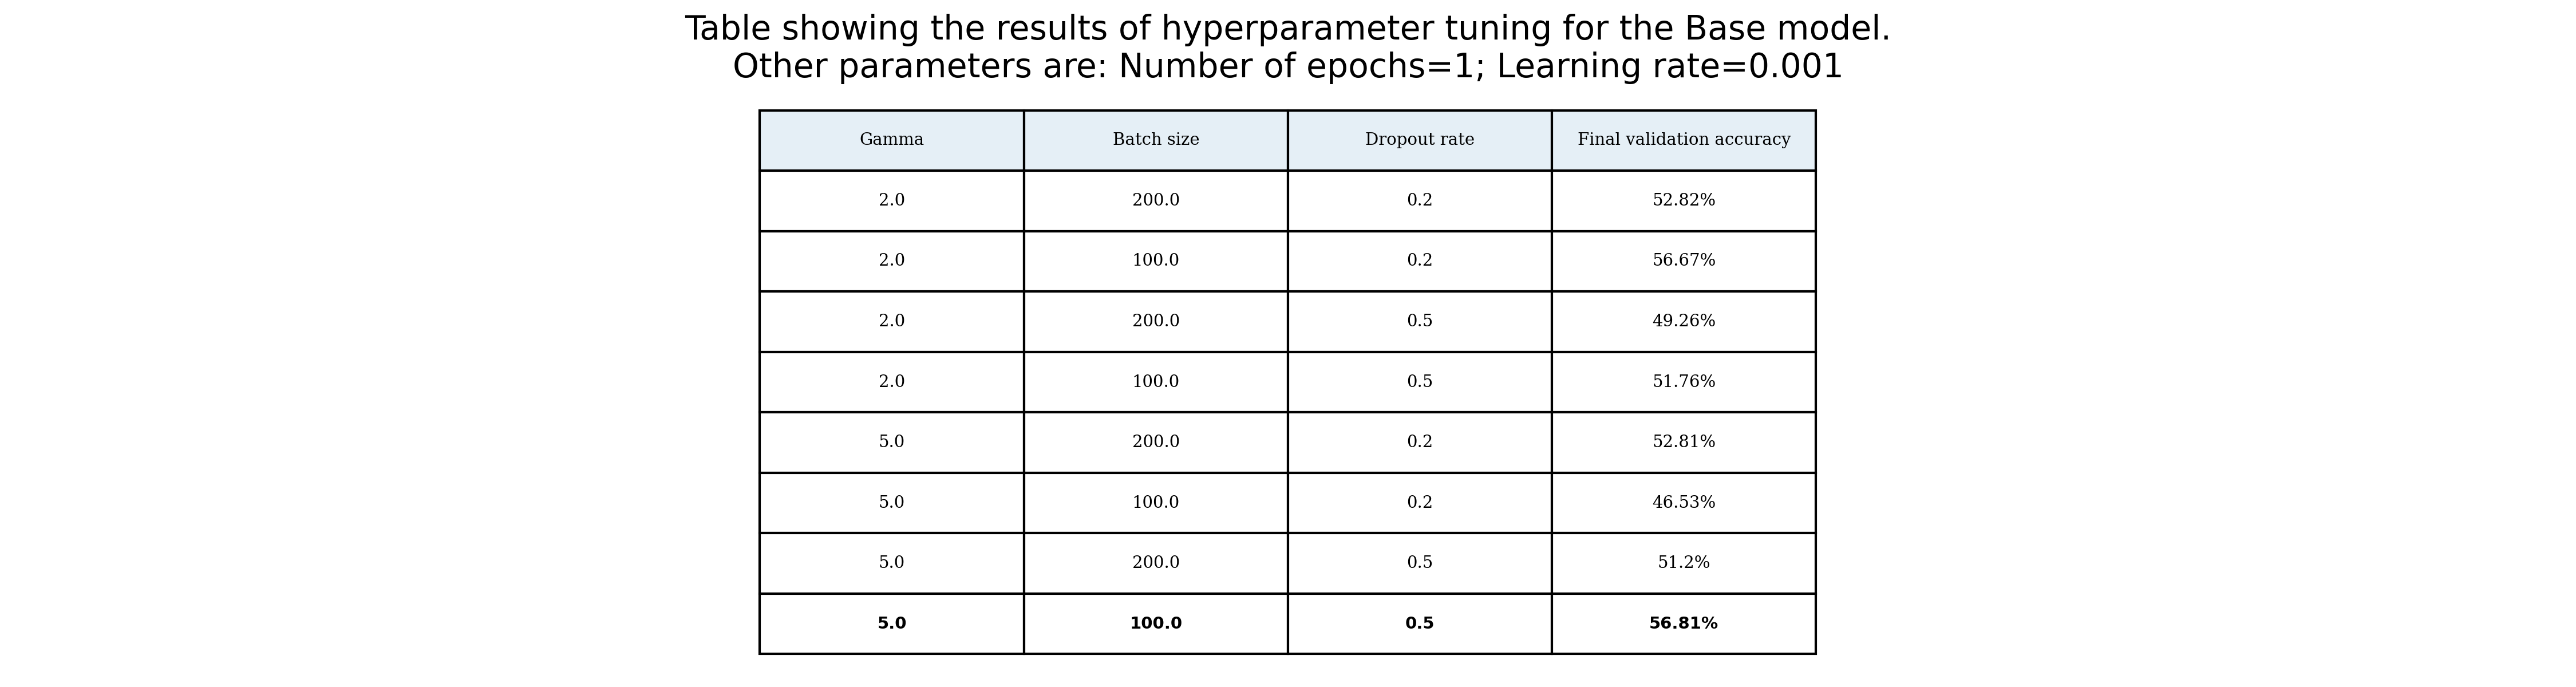 Table showing the results of hyperparameter tuning for the Base model.
Other parameters are: Number of epochs=1; Learning rate=0.001
Gamma Batch size Dropout rate Final validation accuracy
2.0 200.0 0.2 52.82%
2.0 100.0 0.2 56.67%
2.0 200.0 0.5 49.26%
2.0 100.0 0.5 51.76%
5.0 200.0 0.2 52.81%
5.0 100.0 0.2 46.53%
5.0 200.0 0.5 51.2%
5.0 100.0 0.5 56.81%